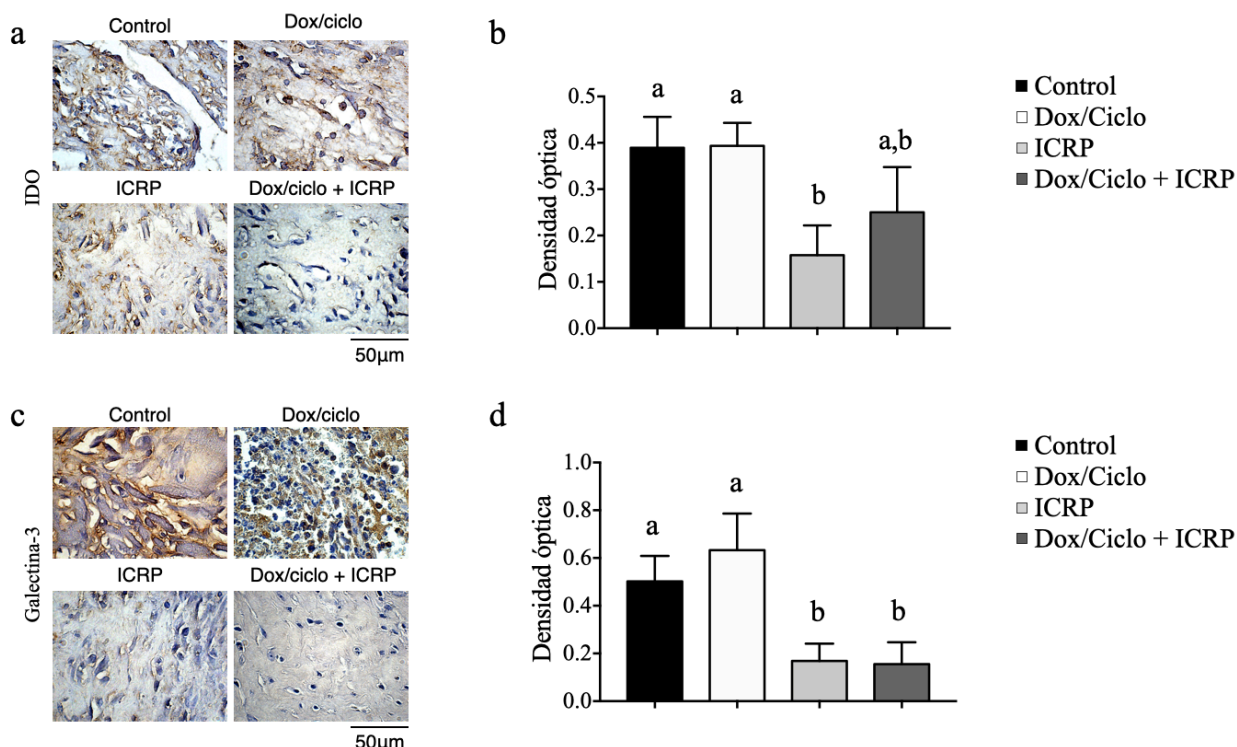 a
Control
Dox/ciclo
IDO
ICRP
Dox/ciclo + ICRP
50µm
b
Densidad óptica
0.5
0.4
0.3
0.2
0.1
0.0
a
a
b
a,b
Control
Dox/Ciclo
ICRP
Dox/Ciclo + ICRP
c
Control
Dox/ciclo
Galectina-3
ICRP
Dox/ciclo + ICRP
50µm
d
Densidad óptica
1.0
0.8
0.6
0.4
0.2
0.0
a
a
b
b
Control
Dox/Ciclo
ICRP
Dox/Ciclo + ICRP